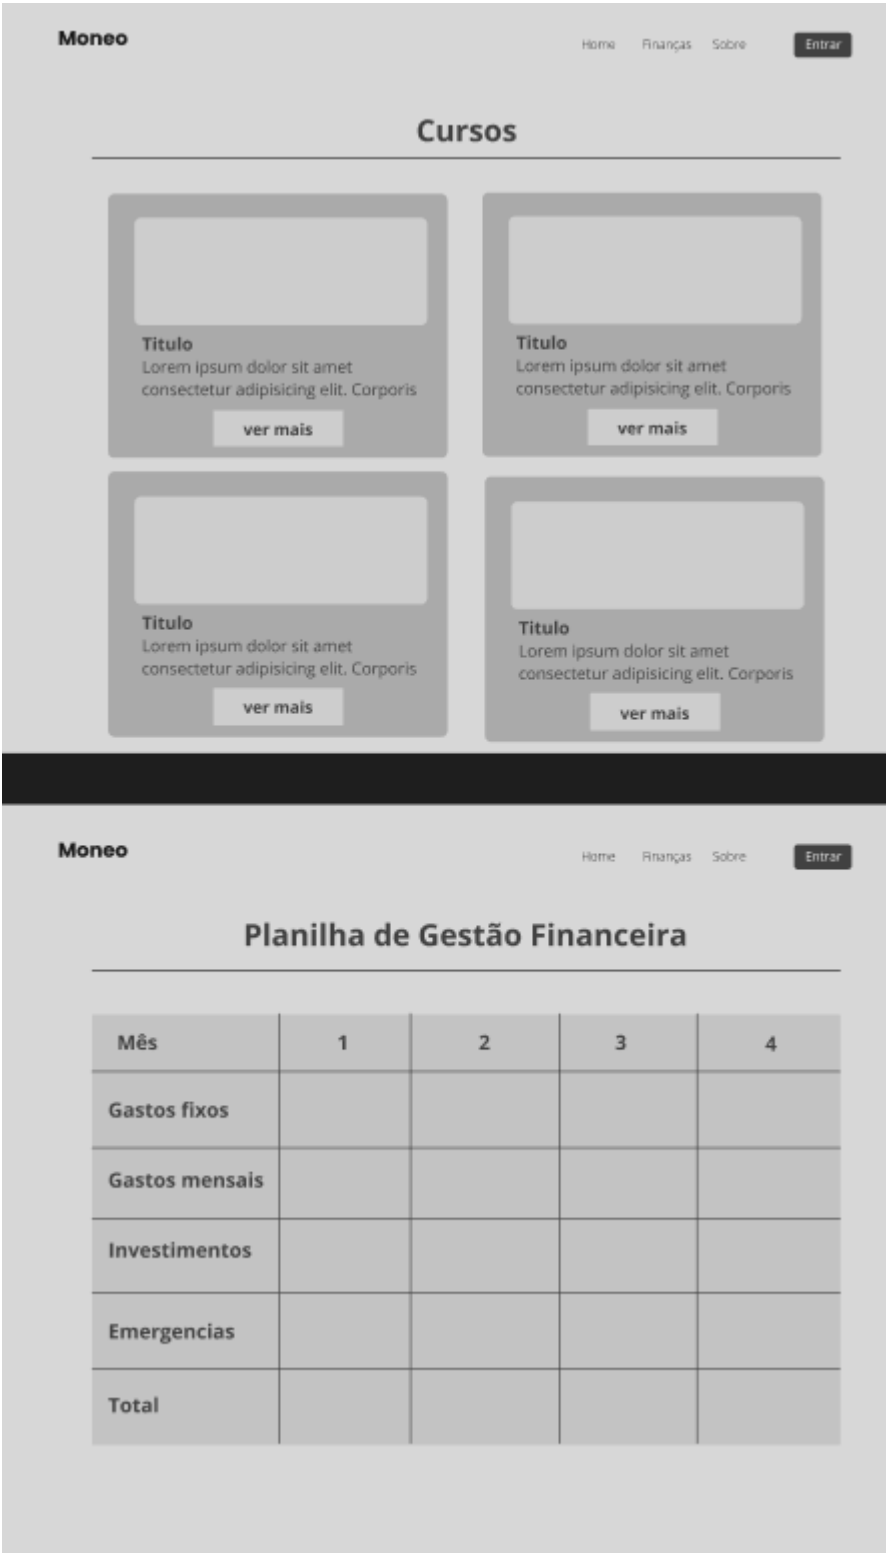 Moneo
Home Finanças Sobre Entrar
Cursos
Titulo
Lorem ipsum dolor sit amet
consectetur adipisicing elit. Corporis
ver mais
Titulo
Lorem ipsum dolor sit amet
consectetur adipisicing elit. Corporis
ver mais
Titulo
Lorem ipsum dolor sit amet
consectetur adipisicing elit. Corporis
ver mais
Titulo
Lorem ipsum dolor sit amet
consectetur adipisicing elit. Corporis
ver mais
Moneo
Home Finanças Sobre Entrar
Planilha de Gestão Financeira
Mês 1 2 3 4
Gastos fixos
Gastos mensais
Investimentos
Emergencias
Total